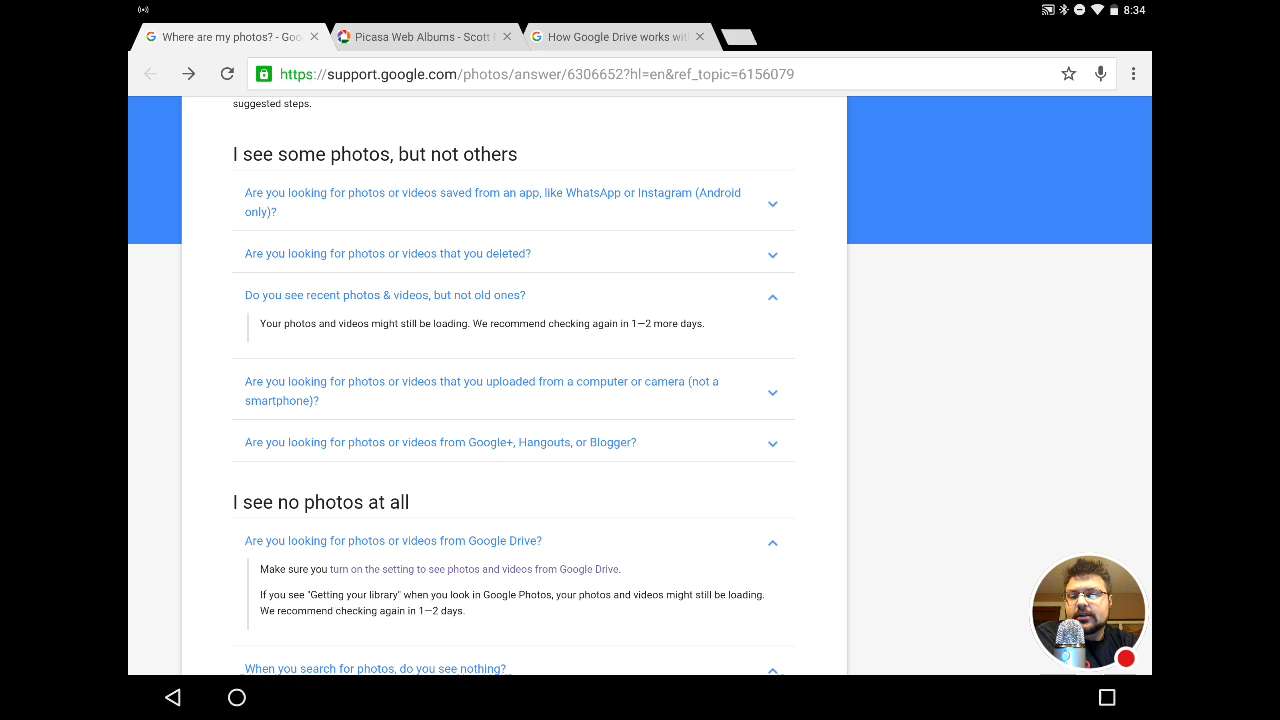 8:34
Where are my photos? - Goo
Picasa Web Albums - Scott F
How Google Drive works wit
https://support.google.com/photos/answer/6306652?hl=en&ref_topic=6156079
suggested steps.
I see some photos, but not others
Are you looking for photos or videos saved from an app, like WhatsApp or Instagram (Android
only)?
Are you looking for photos or videos that you deleted?
Do you see recent photos & videos, but not old ones?
Your photos and videos might still be loading. We recommend checking again in 1—2 more days.
Are you looking for photos or videos that you uploaded from a computer or camera (not a
smartphone)?
Are you looking for photos or videos from Google+, Hangouts, or Blogger?
I see no photos at all
Are you looking for photos or videos from Google Drive?
Make sure you turn on the setting to see photos and videos from Google Drive.
If you see "Getting your library" when you look in Google Photos, your photos and videos might still be loading.
We recommend checking again in 1—2 days.
When you search for photos, do you see nothing?